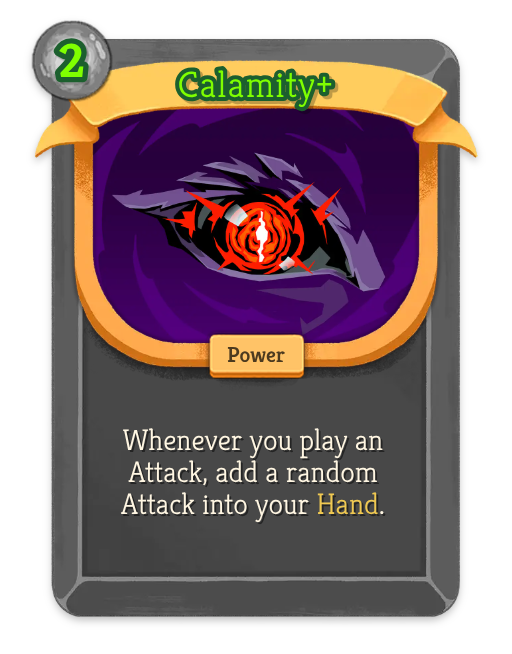 2
Calamity+
Power
Whenever you play an
Attack, add a random
Attack into your Hand.